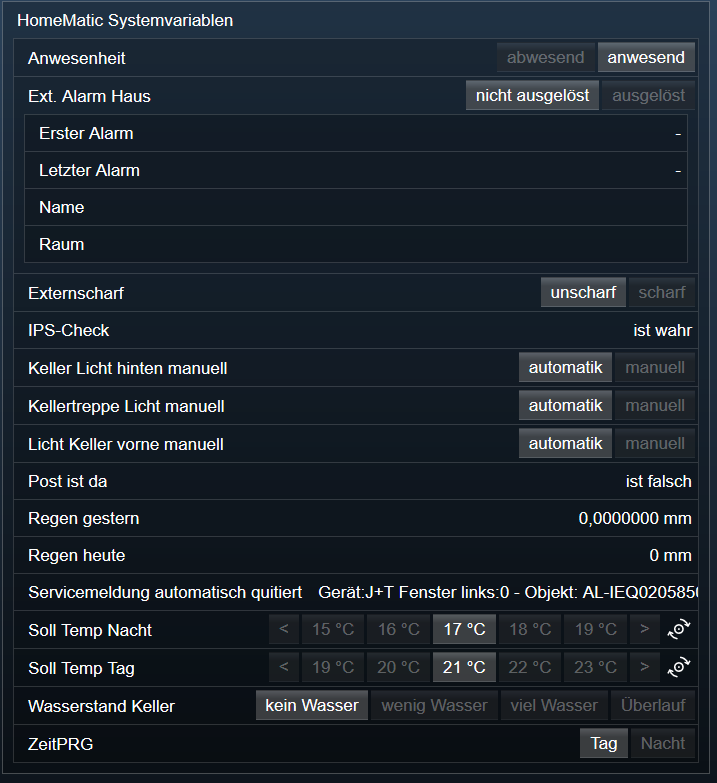 HomeMatic Systemvariablen
Anwesenheit abwesend anwesend
Ext. Alarm Haus nicht ausgelöst ausgelöst
Erster Alarm -
Letzter Alarm -
Name
Raum
Externscharf unscharf scharf
IPS-Check ist wahr
Keller Licht hinten manuell automatik manuell
Kellertreppe Licht manuell automatik manuell
Licht Keller vorne manuell automatik manuell
Post ist da ist falsch
Regen gestern 0,0000000 mm
Regen heute 0 mm
Servicemeldung automatisch quitiert Gerät:J+T Fenster links:0 - Objekt: AL-IEQ0205850
Soll Temp Nacht < 15 °C 16 °C 17 °C 18 °C 19 °C >
Soll Temp Tag < 19 °C 20 °C 21 °C 22 °C 23 °C >
Wasserstand Keller kein Wasser wenig Wasser viel Wasser Überlauf
ZeitPRG Tag Nacht